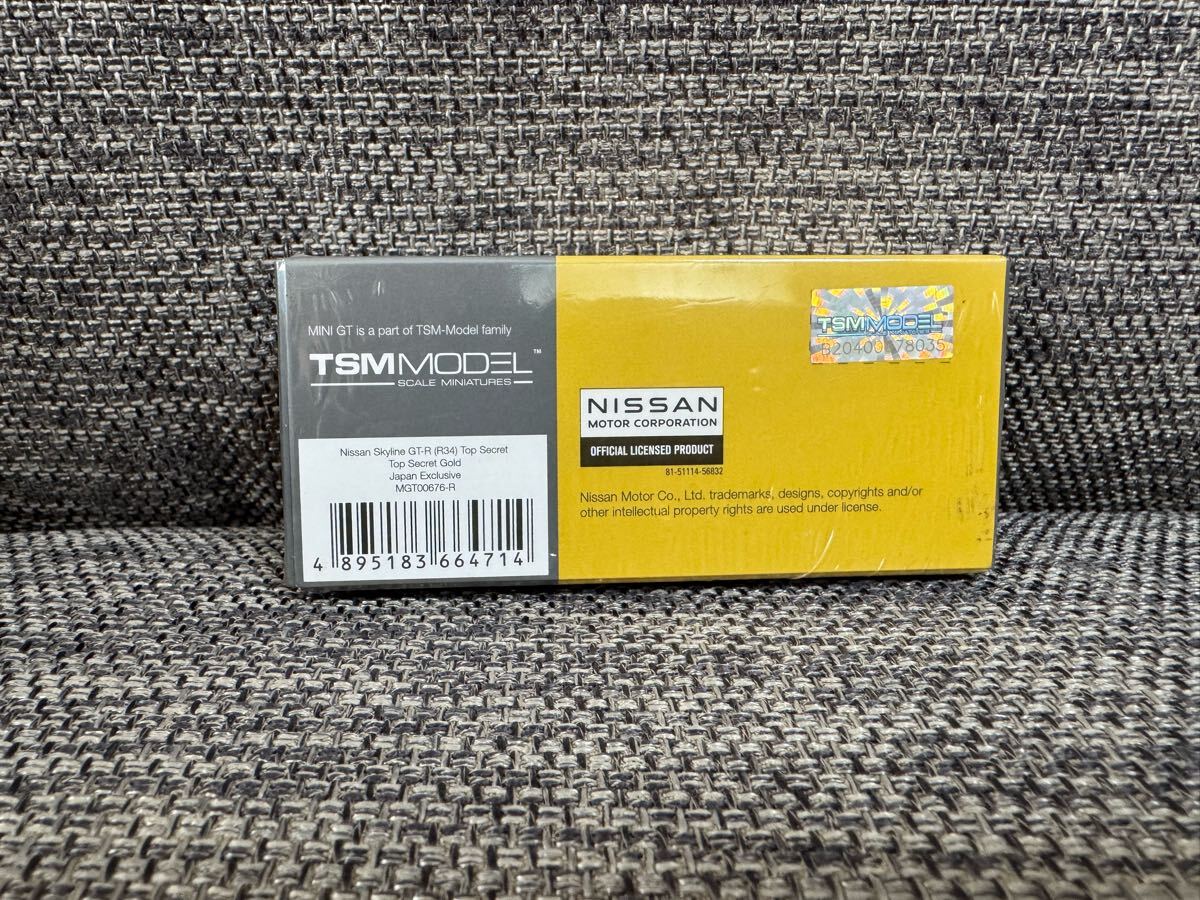 MINI GT is a part of TSM-Model family
TSMMODEL™
SCALE MINIATURES
Nissan Skyline GT-R (R34) Top Secret
Top Secret Gold
Japan Exclusive
MGT00676-R
4 895183 664714
TSMMODEL
NISSAN
MOTOR CORPORATION
OFFICIAL LICENSED PRODUCT
81-51114-56832
Nissan Motor Co., Ltd. trademarks, designs, copyrights and/or
other intellectual property rights are used under license.